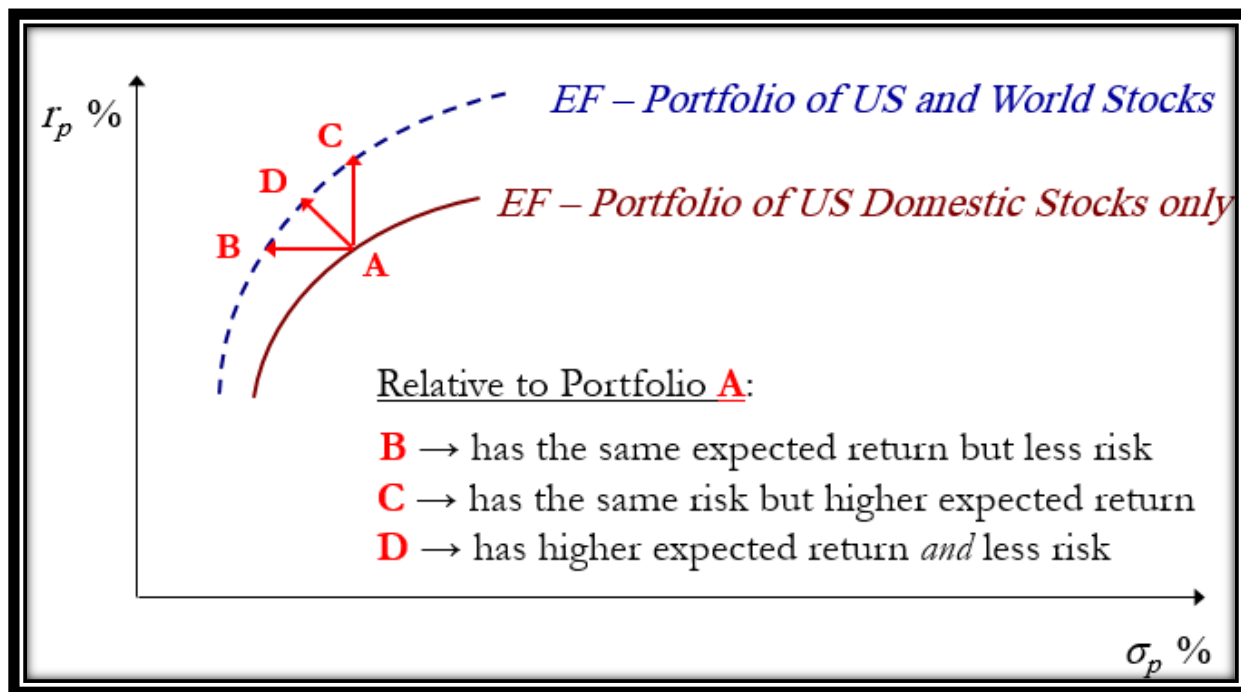 r_p %
EF – Portfolio of US and World Stocks
C
D
EF – Portfolio of US Domestic Stocks only
B
A
Relative to Portfolio A:
B → has the same expected return but less risk
C → has the same risk but higher expected return
D → has higher expected return and less risk
σ_p %